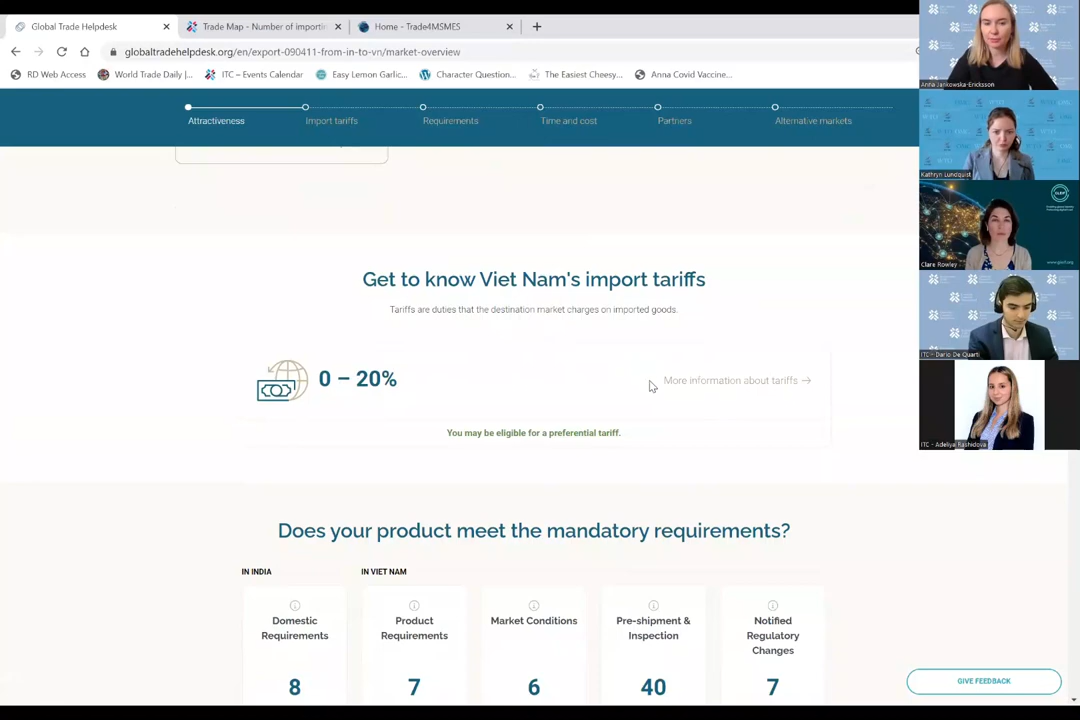 Global Trade Helpdesk
Trade Map - Number of importin
Home - Trade4MSMES
globaltradehelpdesk.org/en/export-090411-from-in-to-vn/market-overview
RD Web Access
World Trade Daily |...
ITC – Events Calendar
Easy Lemon Garlic...
Character Question...
The Easiest Cheesy...
Anna Covid Vaccine...
Attractiveness
Import tariffs
Requirements
Time and cost
Partners
Alternative markets
Get to know Viet Nam's import tariffs
Tariffs are duties that the destination market charges on imported goods.
0 – 20%
More information about tariffs →
You may be eligible for a preferential tariff.
Does your product meet the mandatory requirements?
IN INDIA
IN VIET NAM
Domestic
Requirements
8
Product
Requirements
7
Market Conditions
6
Pre-shipment &
Inspection
40
Notified
Regulatory
Changes
7
GIVE FEEDBACK
Anna Jankowska-Ericksson
Kathryn Lundquist
Clare Rowley
ITC – Dario De Quarti
ITC - Adeliya Rashidova